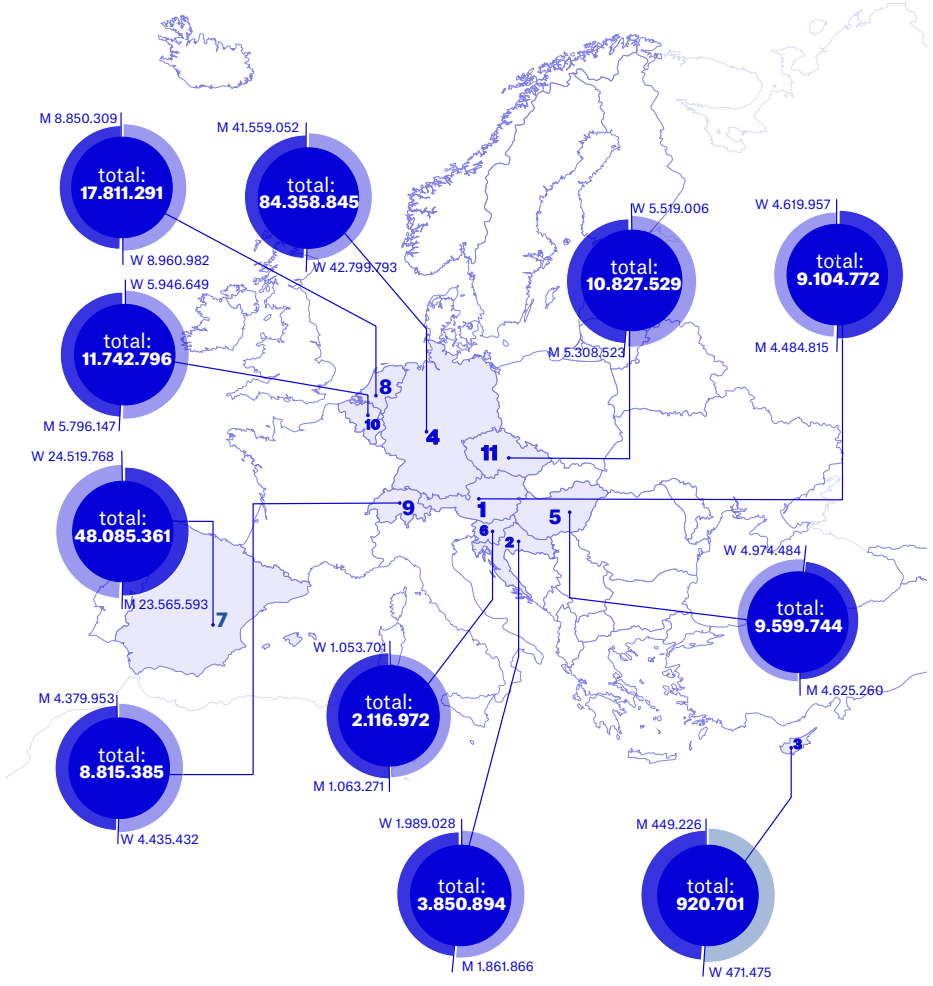 M 8.850.309
total:
17.811.291
W 8.960.982
M 41.559.052
total:
84.358.845
W 42.799.793
W 5.519.006
total:
10.827.529
M 5.308.523
W 4.619.957
total:
9.104.772
M 4.484.815
W 5.946.649
total:
11.742.796
M 5.796.147
8
10
4
11
W 24.519.768
total:
48.085.361
M 23.565.593
7
9
1
5
6
2
W 4.974.484
total:
9.599.744
M 4.625.260
W 1.053.701
total:
2.116.972
M 1.063.271
M 4.379.953
total:
8.815.385
W 4.435.432
3
W 1.989.028
total:
3.850.894
M 1.861.866
M 449.226
total:
920.701
W 471.475